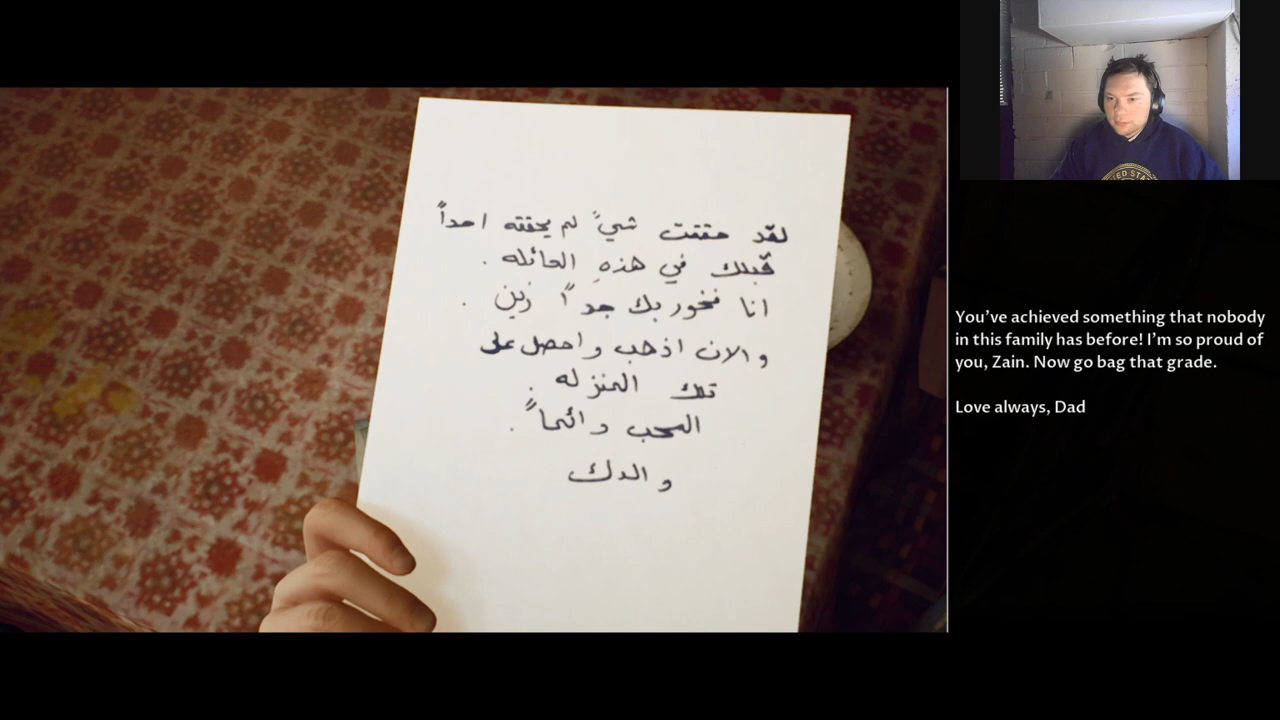 لقد حققت شيءً لم يحققه احداً
قبلك في هذهِ العائله .
انا فخور بك جداً زين .
والان اذهب واحصل على
تلك المنزله .
المحب دائماً .
والدك
You've achieved something that nobody
in this family has before! I'm so proud of
you, Zain. Now go bag that grade.
Love always, Dad